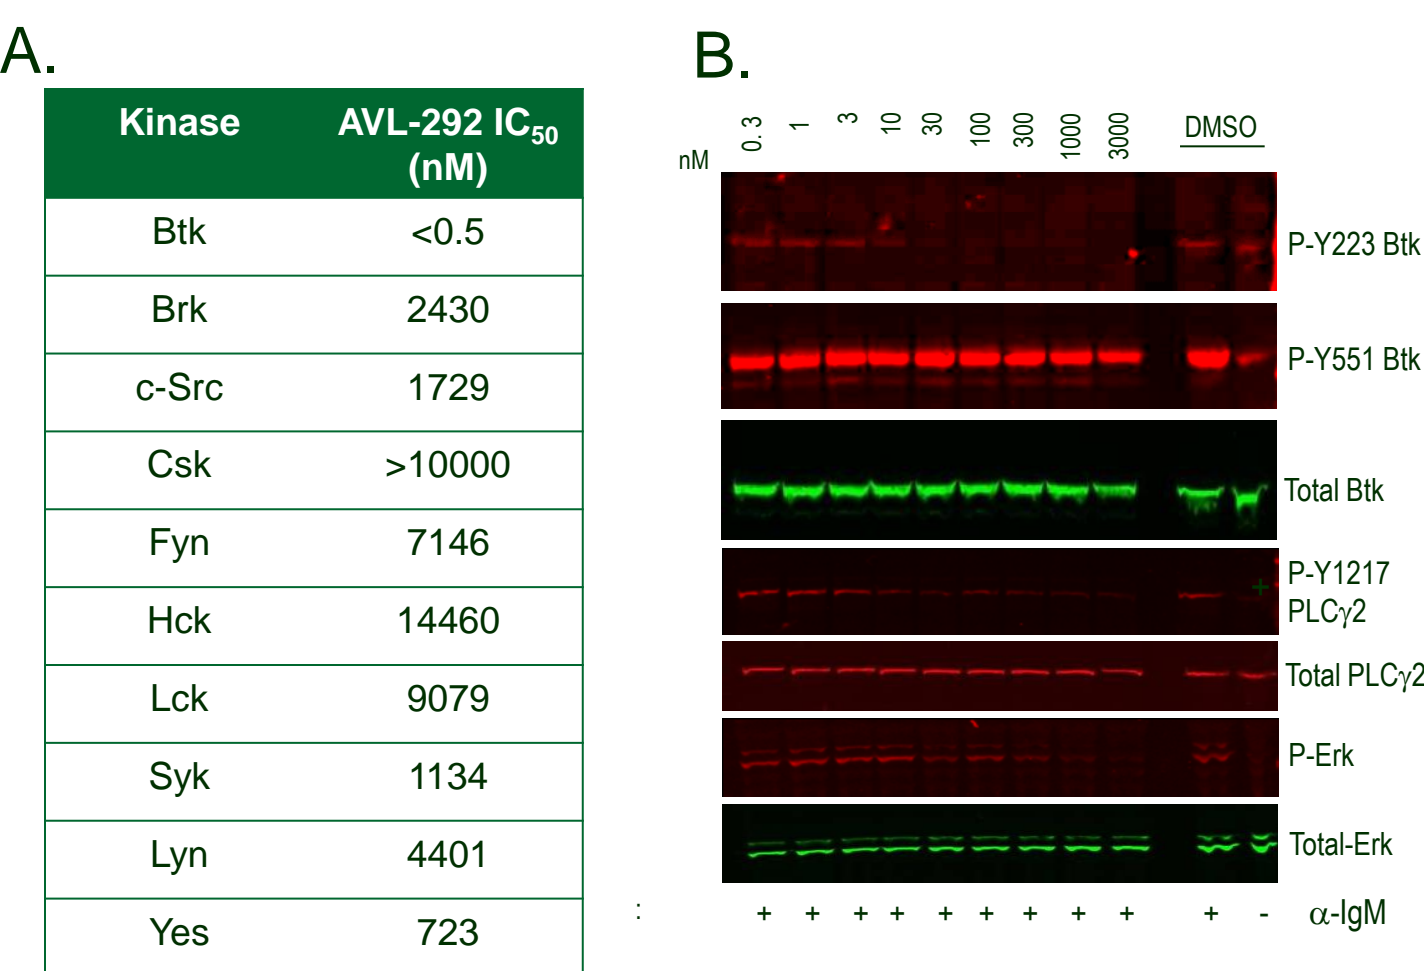 A.
Kinase AVL-292 IC50
(nM)
Btk <0.5
Brk 2430
c-Src 1729
Csk >10000
Fyn 7146
Hck 14460
Lck 9079
Syk 1134
Lyn 4401
Yes 723
B.
nM 0. 3 1 3 10 30 100 300 1000 3000 DMSO
P-Y223 Btk
P-Y551 Btk
Total Btk
+
P-Y1217
PLCγ2
Total PLCγ2
P-Erk
Total-Erk
: + + + + + + + + + + - α-IgM